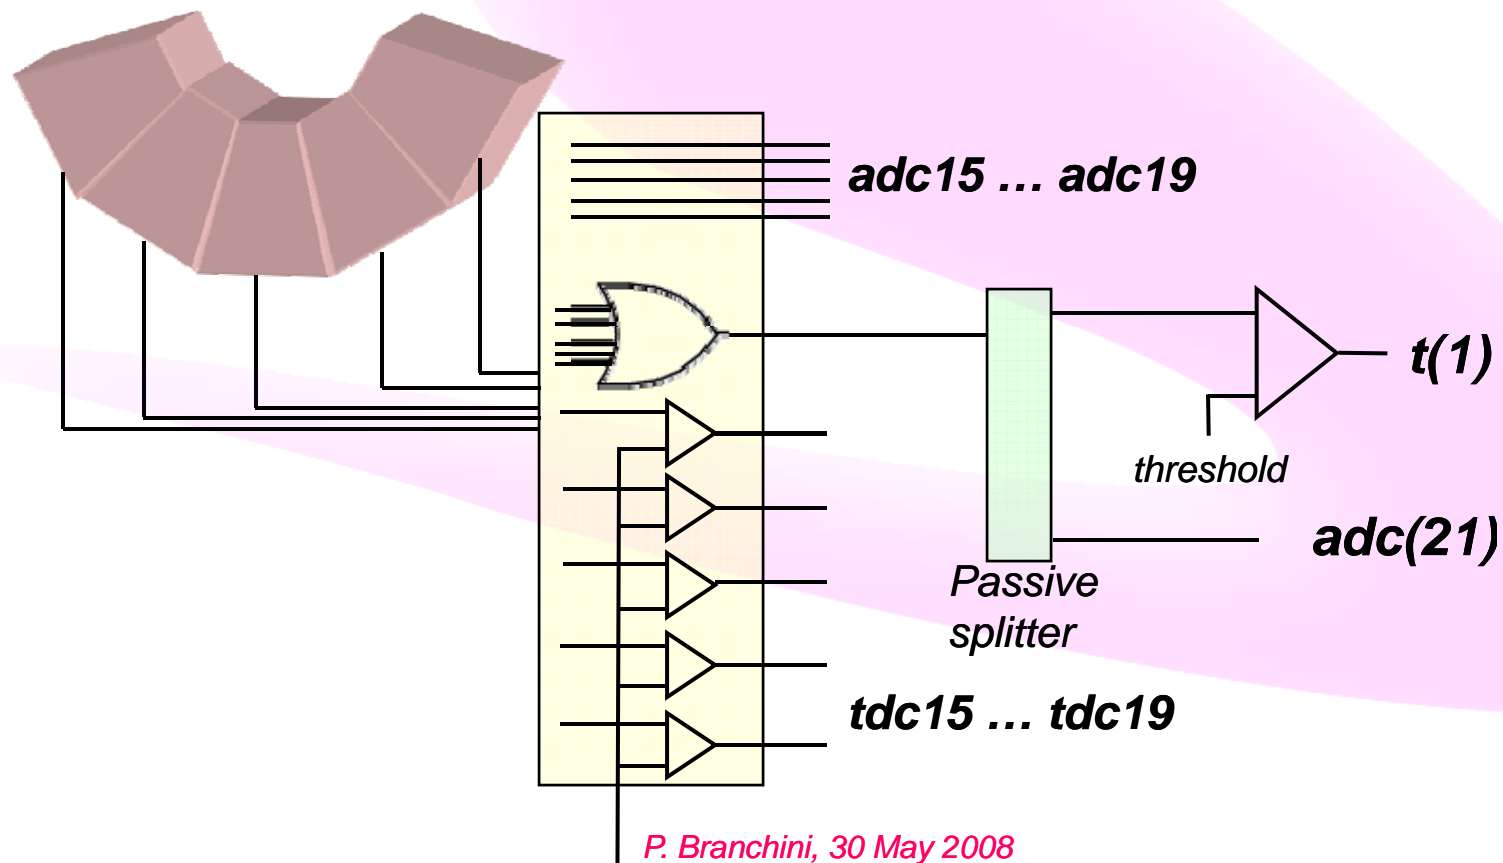 adc15 … adc19
t(1)
threshold
adc(21)
Passive
splitter
tdc15 … tdc19
P. Branchini, 30 May 2008